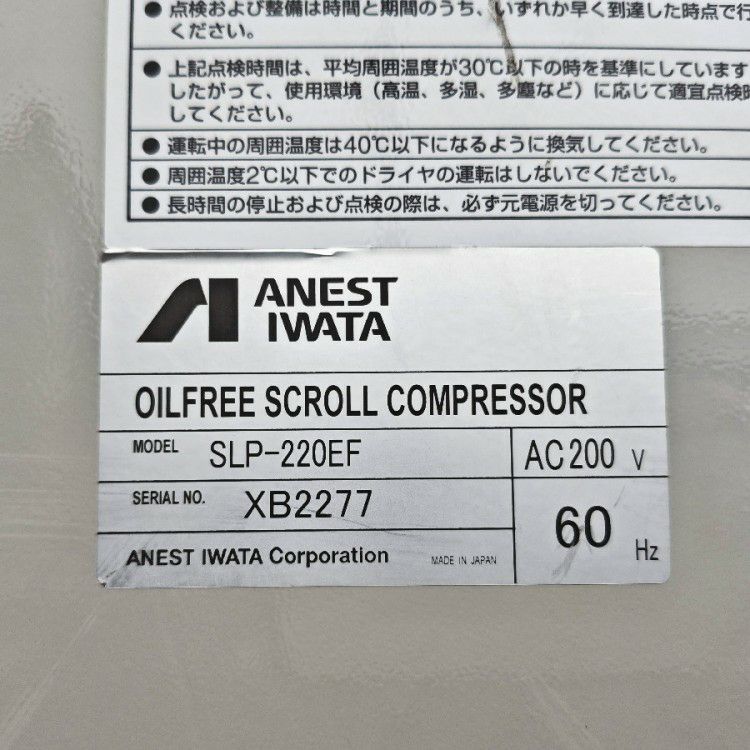 ● 点検および整備は時間と期間のうち、いずれか早く到達した時点で行
ください。
● 上記点検時間は、平均周囲温度が30℃以下の時を基準にしています
したがって、使用環境（高温、多湿、多塵など）に応じて適宜点検時
してください。
● 運転中の周囲温度は40℃以下になるように換気してください。
● 周囲温度2℃以下でのドライヤの運転はしないでください。
● 長時間の停止および点検の際は、必ず元電源を切ってください。
ANEST
IWATA
OILFREE SCROLL COMPRESSOR
MODEL SLP-220EF AC200 V
SERIAL NO. XB2277
60 Hz
ANEST IWATA Corporation MADE IN JAPAN